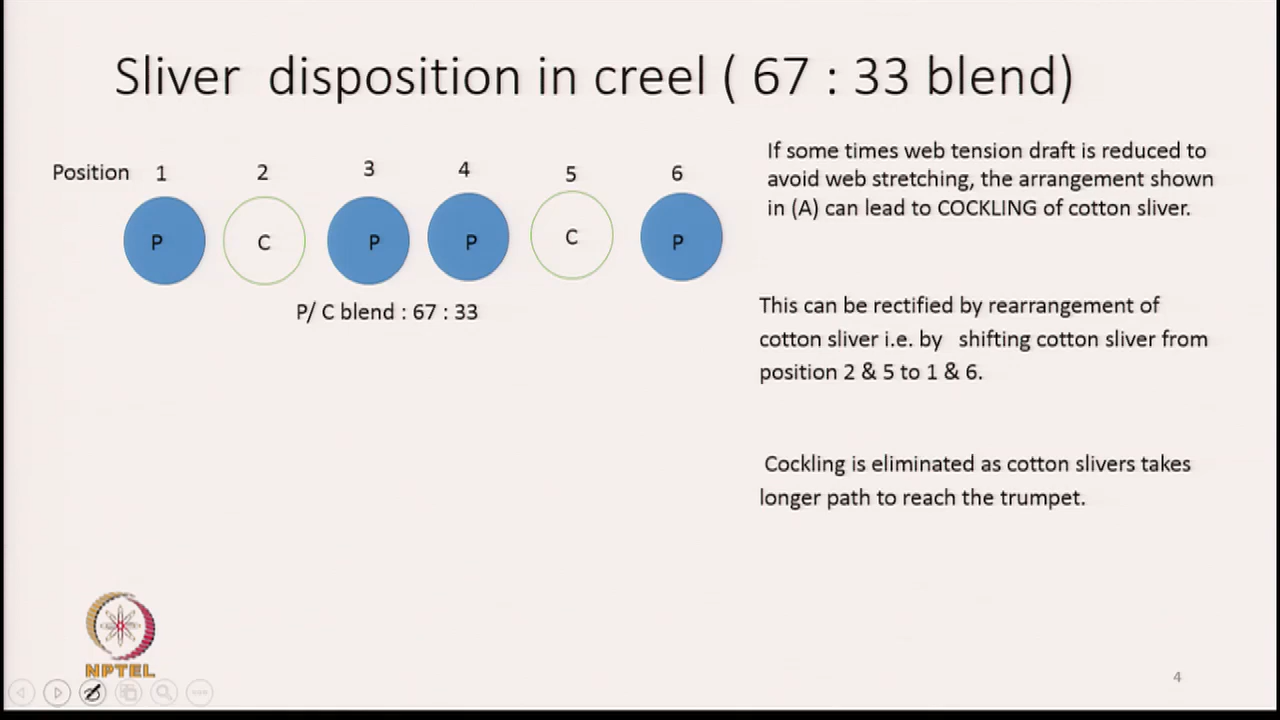 Sliver disposition in creel ( 67 : 33 blend)
Position 1 2 3 4 5 6
P C P P C P
P/ C blend : 67 : 33
If some times web tension draft is reduced to
avoid web stretching, the arrangement shown
in (A) can lead to COCKLING of cotton sliver.
This can be rectified by rearrangement of
cotton sliver i.e. by shifting cotton sliver from
position 2 & 5 to 1 & 6.
Cockling is eliminated as cotton slivers takes
longer path to reach the trumpet.
NPTEL
4